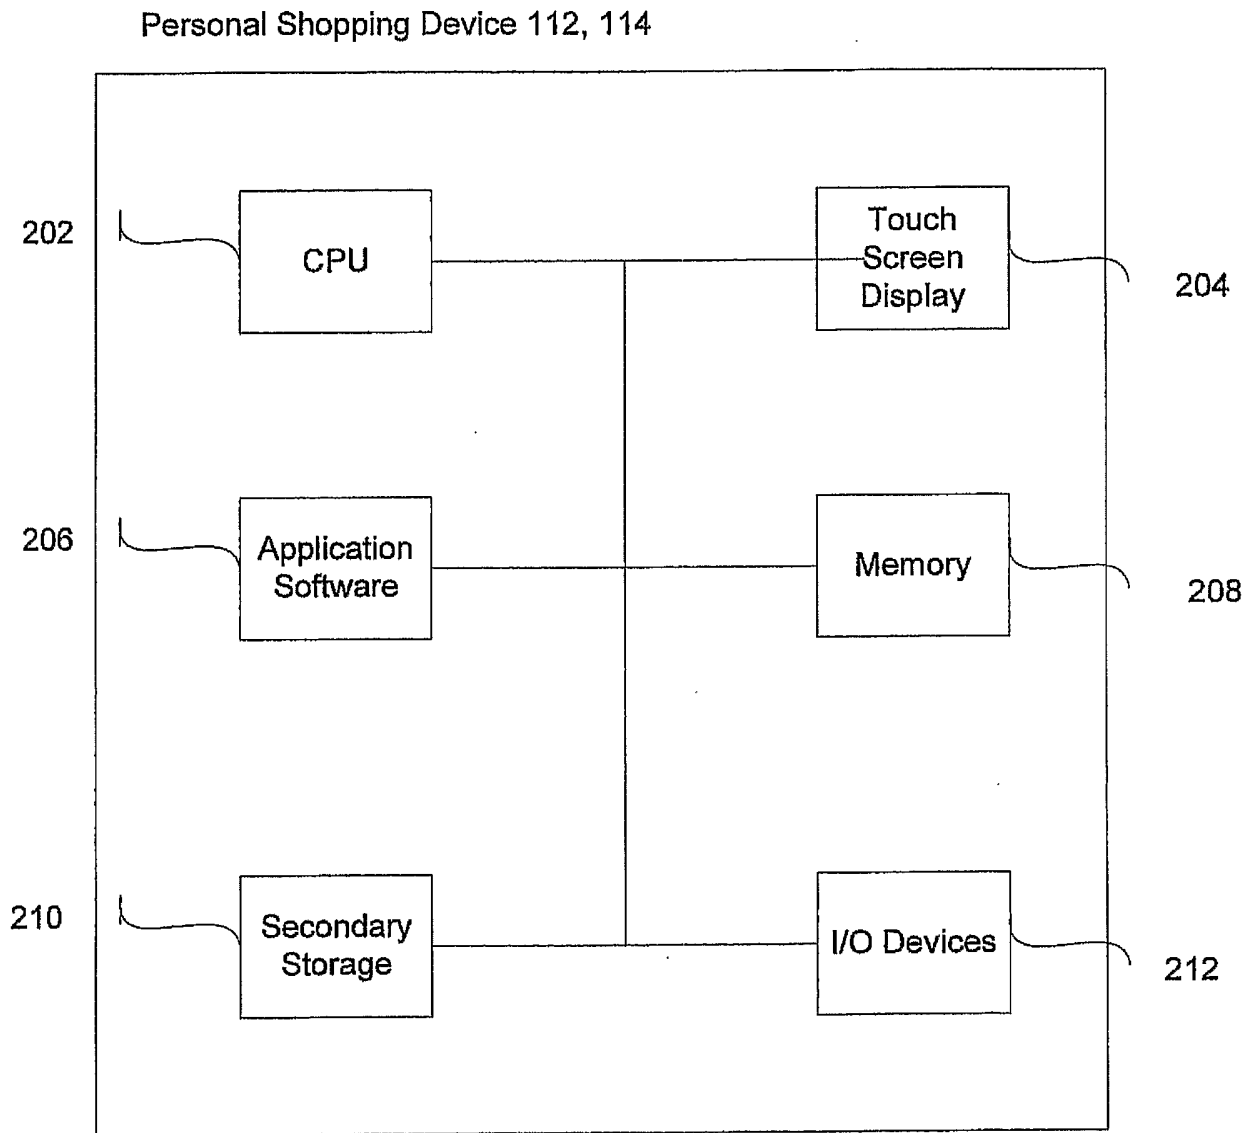 Personal Shopping Device 112, 114
202
CPU
Touch
Screen
Display
204
206
Application
Software
Memory
208
210
Secondary
Storage
I/O Devices
212